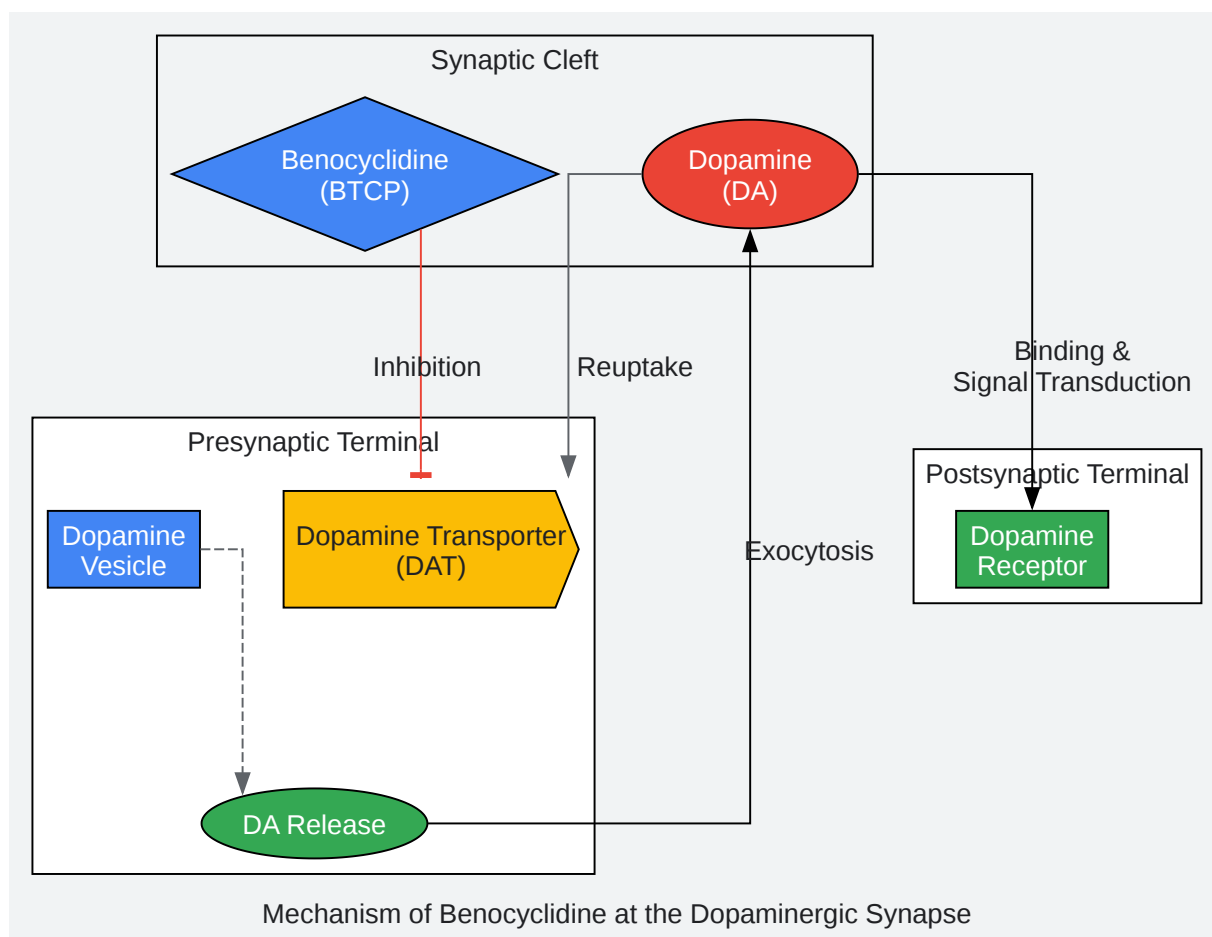 Synaptic Cleft
Benocyclidine
(BTCP)
Dopamine
(DA)
Inhibition
Reuptake
Binding &
Signal Transduction
Presynaptic Terminal
Postsynaptic Terminal
Dopamine
Vesicle
Dopamine Transporter
(DAT)
Exocytosis
Dopamine
Receptor
DA Release
Mechanism of Benocyclidine at the Dopaminergic Synapse